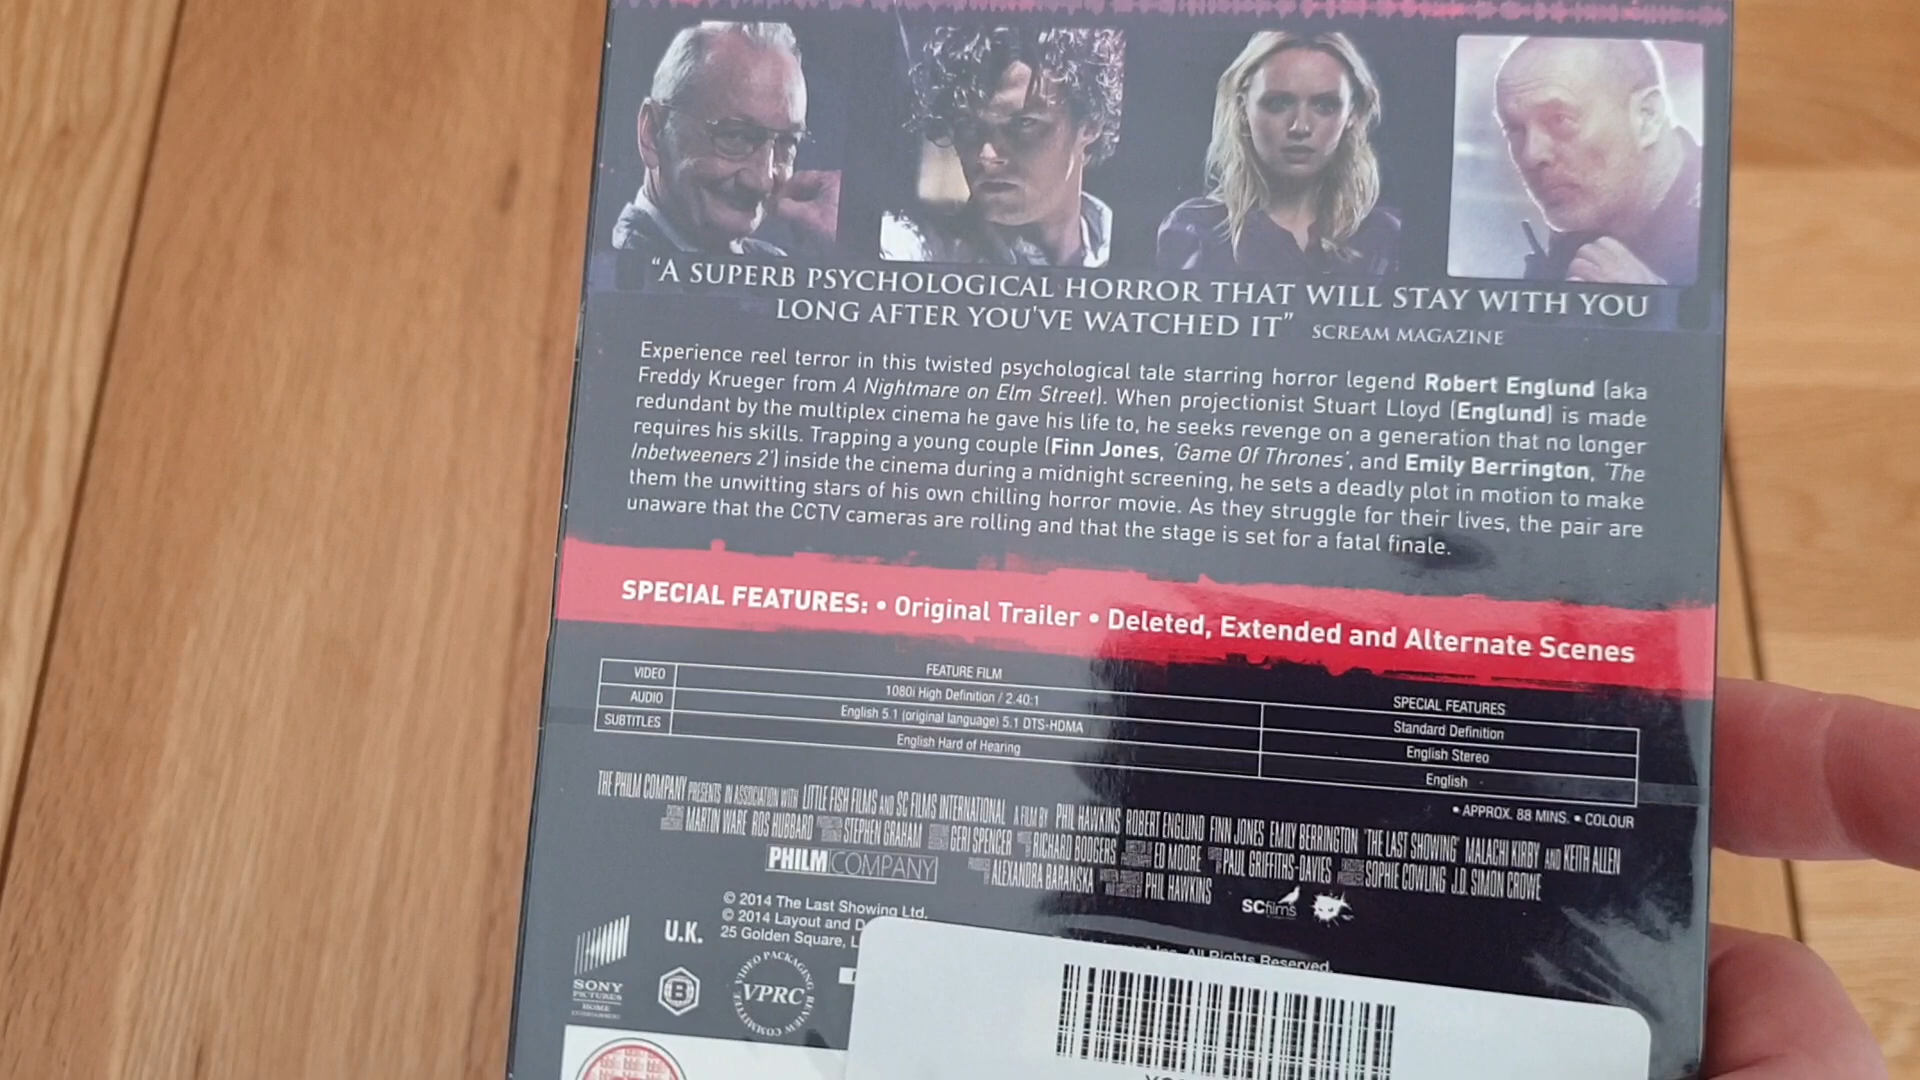 “A SUPERB PSYCHOLOGICAL HORROR THAT WILL STAY WITH YOU
LONG AFTER YOU'VE WATCHED IT” SCREAM MAGAZINE
Experience reel terror in this twisted psychological tale starring horror legend Robert Englund (aka
Freddy Krueger from A Nightmare on Elm Street). When projectionist Stuart Lloyd (Englund) is made
redundant by the multiplex cinema he gave his life to, he seeks revenge on a generation that no longer
requires his skills. Trapping a young couple (Finn Jones, 'Game Of Thrones', and Emily Berrington, 'The
Inbetweeners 2') inside the cinema during a midnight screening, he sets a deadly plot in motion to make
them the unwitting stars of his own chilling horror movie. As they struggle for their lives, the pair are
unaware that the CCTV cameras are rolling and that the stage is set for a fatal finale.
SPECIAL FEATURES: • Original Trailer • Deleted, Extended and Alternate Scenes
FEATURE FILM SPECIAL FEATURES
VIDEO 1080i High Definition / 2.40:1 Standard Definition
AUDIO English 5.1 (original language) 5.1 DTS-HDMA English Stereo
SUBTITLES English Hard of Hearing English
• APPROX. 88 MINS. • COLOUR
THE PHILM COMPANY PRESENTS IN ASSOCIATION WITH LITTLE FISH FILMS AND SC FILMS INTERNATIONAL A FILM BY PHIL HAWKINS ROBERT ENGLUND FINN JONES EMILY BERRINGTON 'THE LAST SHOWING' MALACHI KIRBY AND KEITH ALLEN
MARTIN WARE ROS HUBBARD STEPHEN GRAHAM GERI SPENCER RICHARD BODGERS ED MOORE PAUL GRIFFITHS-DAVIES SOPHIE COWLING J.D. SIMON CROWE
PHILM COMPANY ALEXANDRA BARANSKA PHIL HAWKINS SC films
© 2014 The Last Showing Ltd.
© 2014 Layout and
25 Golden Square,
All Rights Reserved.
U.K.
SONY
PICTURES
HOME
ENTERTAINMENT
B
VIDEO PACKAGING REVIEW COMMITTEE
VPRC